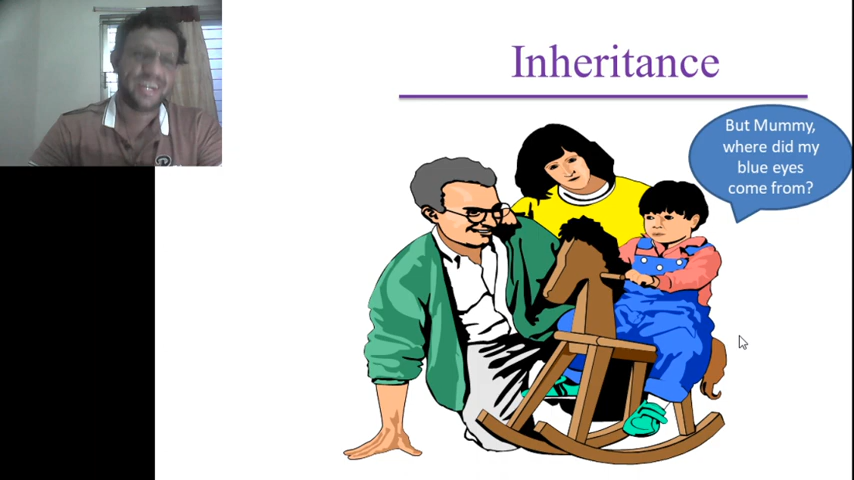 Inheritance
But Mummy,
where did my
blue eyes
come from?